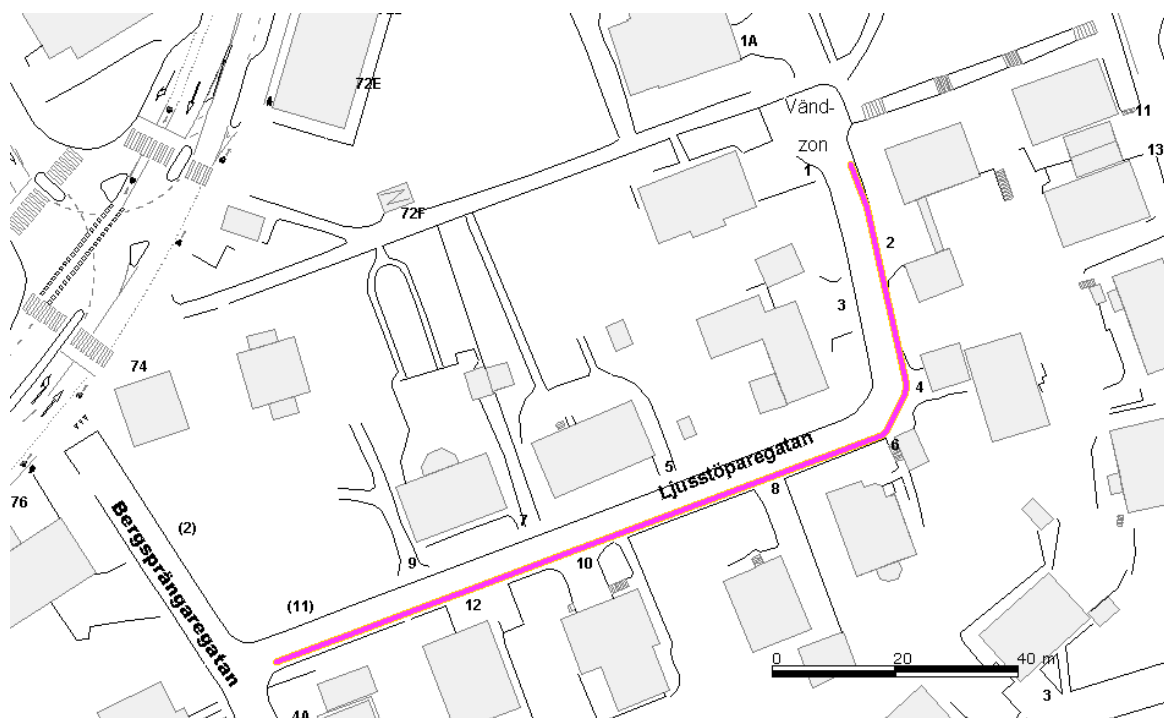 1A
72E
Vänd-
zon
11
13
1
72F
2
3
74
4
5
Ljusstöparegatan
6
8
76
(2)
7
Bergsprängaregatan
9
10
(11)
12
0 20 40 m
3
4A